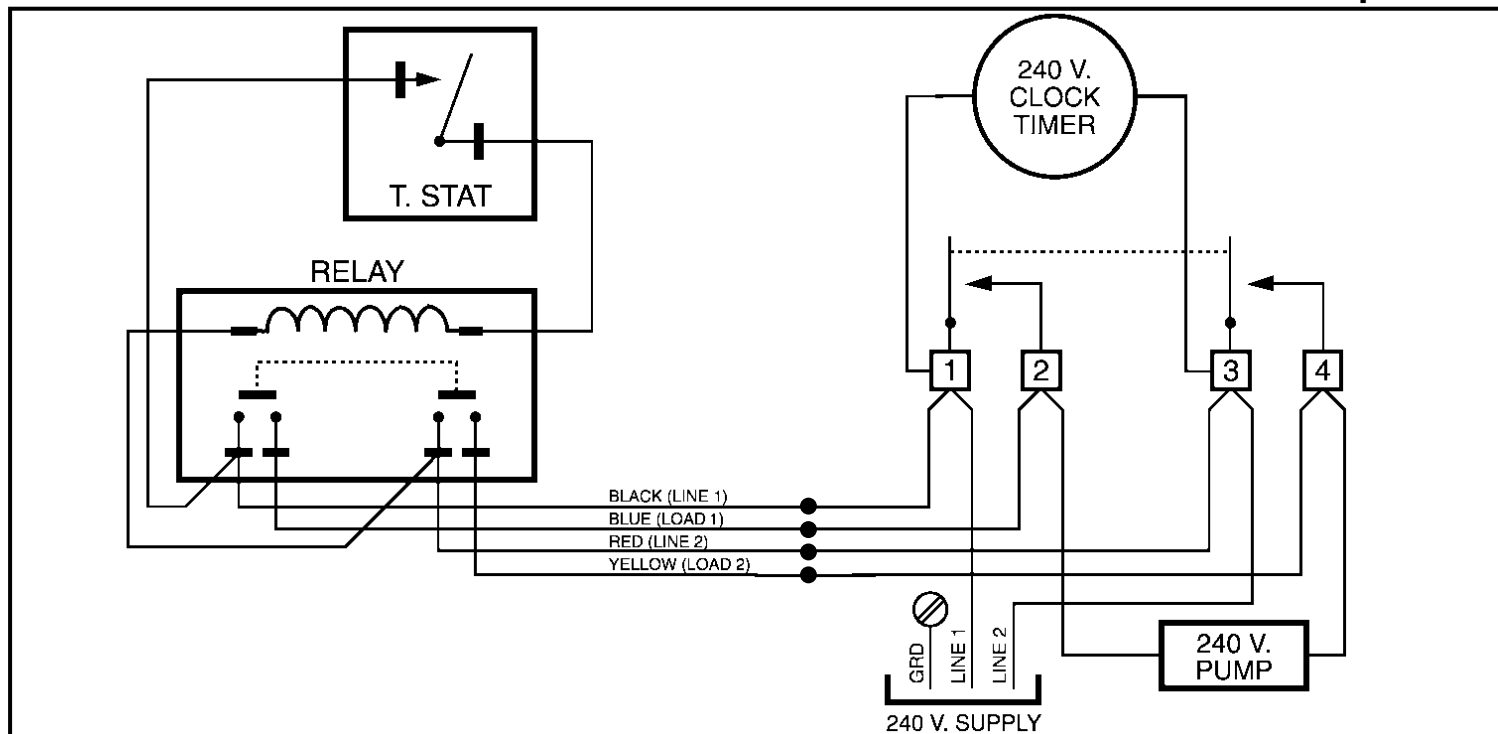 240 V.
CLOCK
TIMER
T. STAT
RELAY
1
2
3
4
BLACK (LINE 1)
BLUE (LOAD 1)
RED (LINE 2)
YELLOW (LOAD 2)
GRD
LINE 1
LINE 2
240 V.
PUMP
240 V. SUPPLY